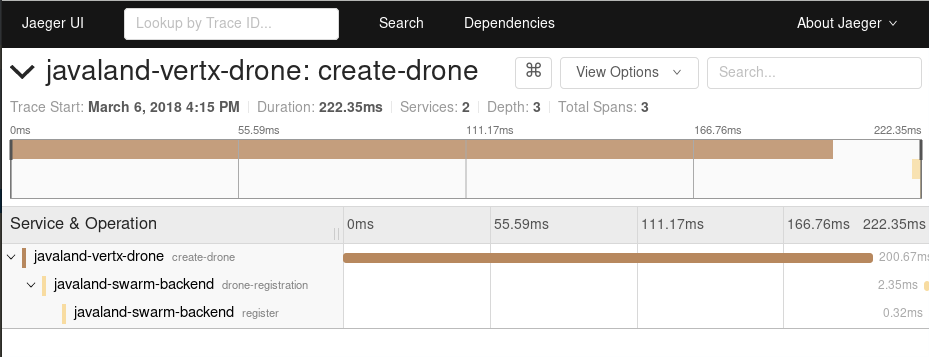 Jaeger UI Lookup by Trace ID... Search Dependencies About Jaeger
javaland-vertx-drone: create-drone ⌘ View Options Search...
Trace Start: March 6, 2018 4:15 PM Duration: 222.35ms Services: 2 Depth: 3 Total Spans: 3
0ms 55.59ms 111.17ms 166.76ms 222.35ms
Service & Operation 0ms 55.59ms 111.17ms 166.76ms 222.35ms
javaland-vertx-drone create-drone 200.67ms
javaland-swarm-backend drone-registration 2.35ms
javaland-swarm-backend register 0.32ms